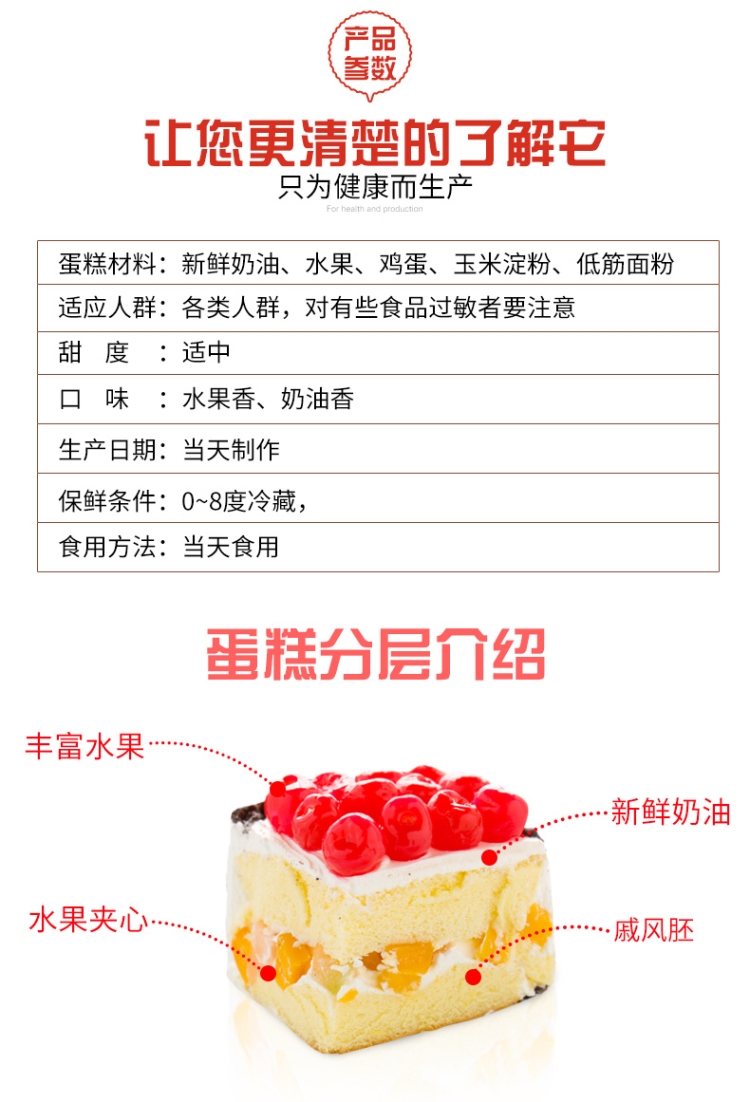 产品
参数
让您更清楚的了解它
只为健康而生产
For health and production
蛋糕材料：新鲜奶油、水果、鸡蛋、玉米淀粉、低筋面粉
适应人群：各类人群，对有些食品过敏者要注意
甜 度 ：适中
口 味 ：水果香、奶油香
生产日期：当天制作
保鲜条件：0~8度冷藏，
食用方法：当天食用
蛋糕分层介绍
丰富水果
新鲜奶油
水果夹心
戚风胚